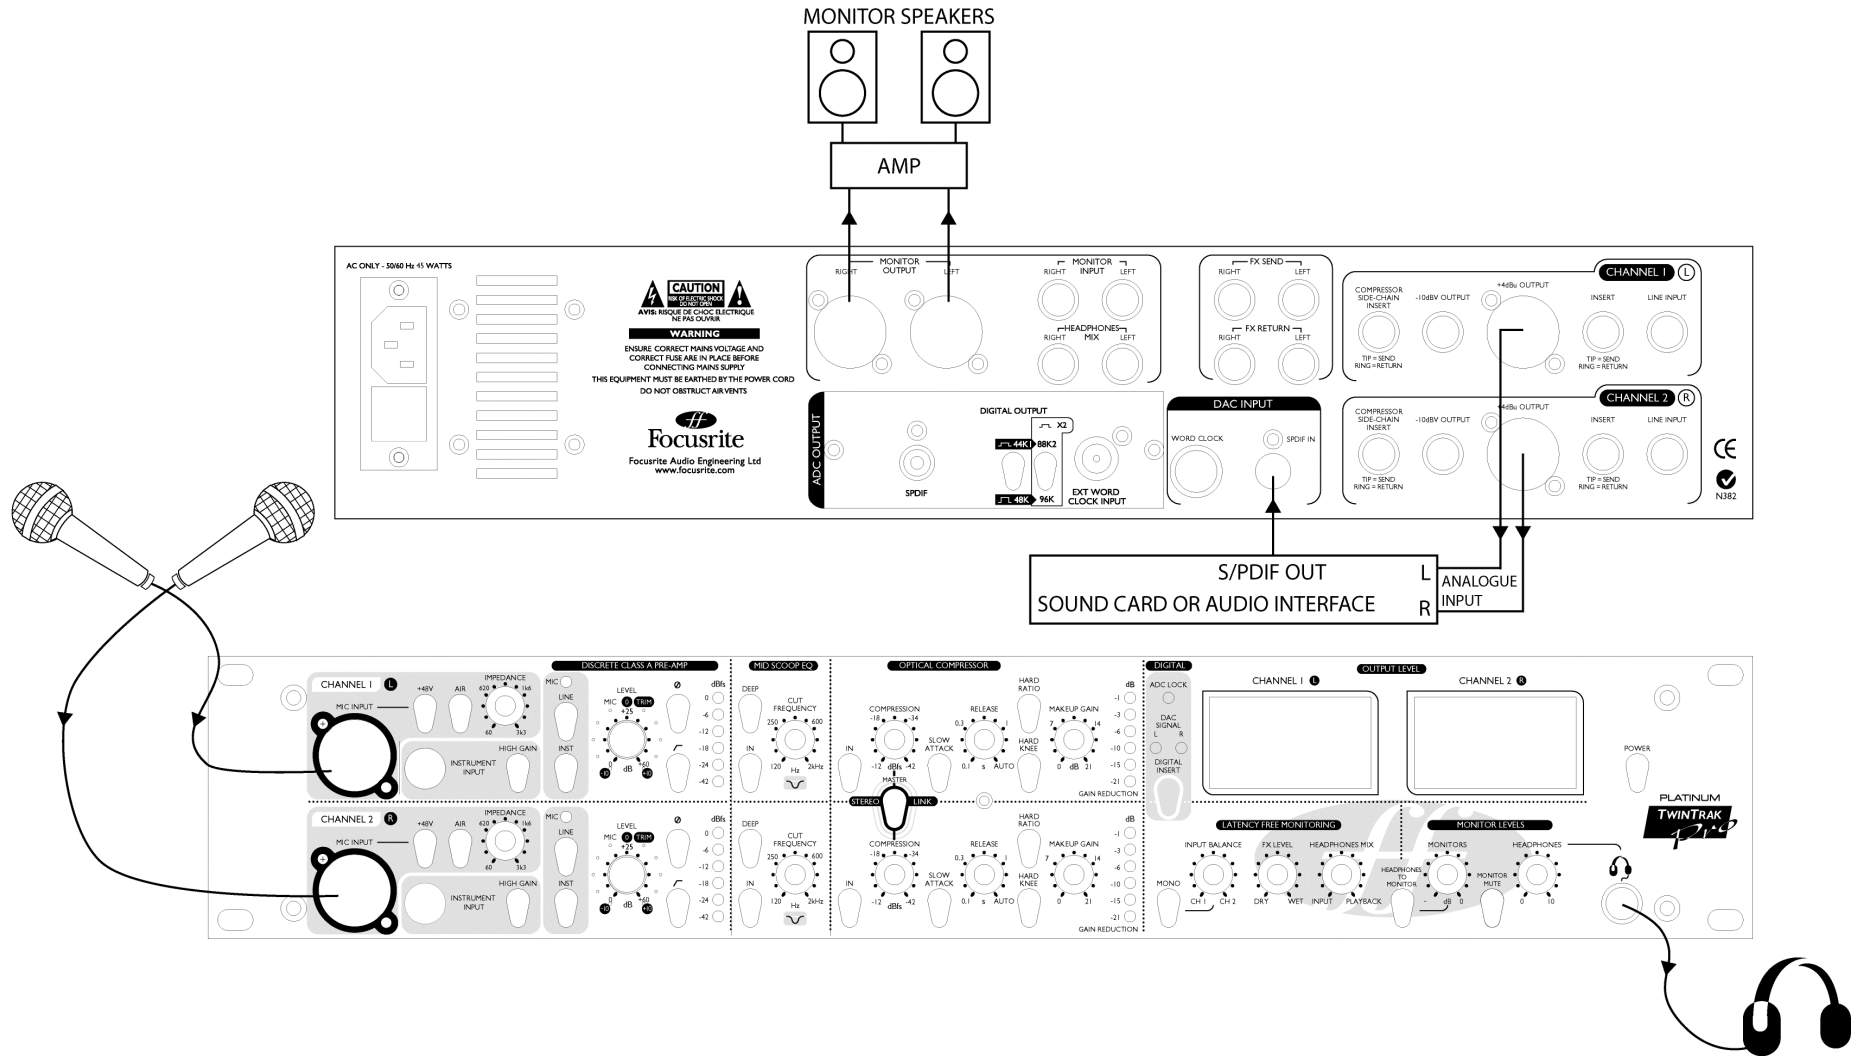 MONITOR SPEAKERS
AMP
AC ONLY - 50/60 Hz 45 WATTS
CAUTION
RISK OF ELECTRIC SHOCK
DO NOT OPEN
AVIS: RISQUE DE CHOC ELECTRIQUE
NE PAS OUVRIR
WARNING
ENSURE CORRECT MAINS VOLTAGE AND
CORRECT FUSE ARE IN PLACE BEFORE
CONNECTING MAINS SUPPLY
THIS EQUIPMENT MUST BE EARTHED BY THE POWER CORD
DO NOT OBSTRUCT AIR VENTS
ff
Focusrite
Focusrite Audio Engineering Ltd
www.focusrite.com
MONITOR
OUTPUT
RIGHT LEFT
MONITOR
INPUT
RIGHT LEFT
HEADPHONES
MIX
RIGHT LEFT
FX SEND
RIGHT LEFT
FX RETURN
RIGHT LEFT
CHANNEL 1 L
COMPRESSOR
SIDE-CHAIN
INSERT
-10dBV OUTPUT
+4dBu OUTPUT
INSERT
LINE INPUT
TIP = SEND
RING = RETURN
TIP = SEND
RING = RETURN
CHANNEL 2 R
COMPRESSOR
SIDE-CHAIN
INSERT
-10dBV OUTPUT
+4dBu OUTPUT
INSERT
LINE INPUT
TIP = SEND
RING = RETURN
TIP = SEND
RING = RETURN
CE
N382
ADC OUTPUT
SPDIF
DIGITAL OUTPUT
X2
44K 88K2
48K 96K
EXT WORD
CLOCK INPUT
DAC INPUT
WORD CLOCK
SPDIF IN
S/PDIF OUT
SOUND CARD OR AUDIO INTERFACE
L
R
ANALOGUE
INPUT
CHANNEL 1 L
MIC INPUT
+48V
AIR
IMPEDANCE
620 1k6
60 3k3
INSTRUMENT
INPUT
HIGH GAIN
DISCRETE CLASS A PRE-AMP
MIC
LINE
INST
LEVEL
MIC 0 TRIM
+25
0 +60
-10 dB +10
Ø
dBfs
0
-6
-12
-18
-24
-42
MID SCOOP EQ
DEEP
IN
CUT
FREQUENCY
250 600
120 2kHz
Hz
OPTICAL COMPRESSOR
IN
COMPRESSION
-18 -34
-12 dBfs -42
MASTER
STEREO LINK
SLOW
ATTACK
RELEASE
0.3 1
0.1 s AUTO
HARD
RATIO
HARD
KNEE
MAKEUP GAIN
7 14
0 dB 21
dB
-1
-3
-6
-10
-15
-21
GAIN REDUCTION
DIGITAL
ADC LOCK
DAC
SIGNAL
L R
DIGITAL
INSERT
OUTPUT LEVEL
CHANNEL 1 L
CHANNEL 2 R
POWER
PLATINUM
TWINTRAK
Pro
CHANNEL 2 R
MIC INPUT
+48V
AIR
IMPEDANCE
620 1k6
60 3k3
INSTRUMENT
INPUT
HIGH GAIN
MIC
LINE
INST
LEVEL
MIC 0 TRIM
+25
0 +60
-10 dB +10
Ø
dBfs
0
-6
-12
-18
-24
-42
DEEP
IN
CUT
FREQUENCY
250 600
120 2kHz
Hz
IN
COMPRESSION
-18 -34
-12 dBfs -42
SLOW
ATTACK
RELEASE
0.3 1
0.1 s AUTO
HARD
RATIO
HARD
KNEE
MAKEUP GAIN
7 14
0 21
dB
-1
-3
-6
-10
-15
-21
GAIN REDUCTION
LATENCY FREE MONITORING
MONO
INPUT BALANCE
CH 1 CH 2
FX LEVEL
DRY WET
HEADPHONES MIX
INPUT PLAYBACK
MONITOR LEVELS
HEADPHONES
TO
MONITOR
MONITORS
- dB 0
MONITOR
MUTE
HEADPHONES
0 10